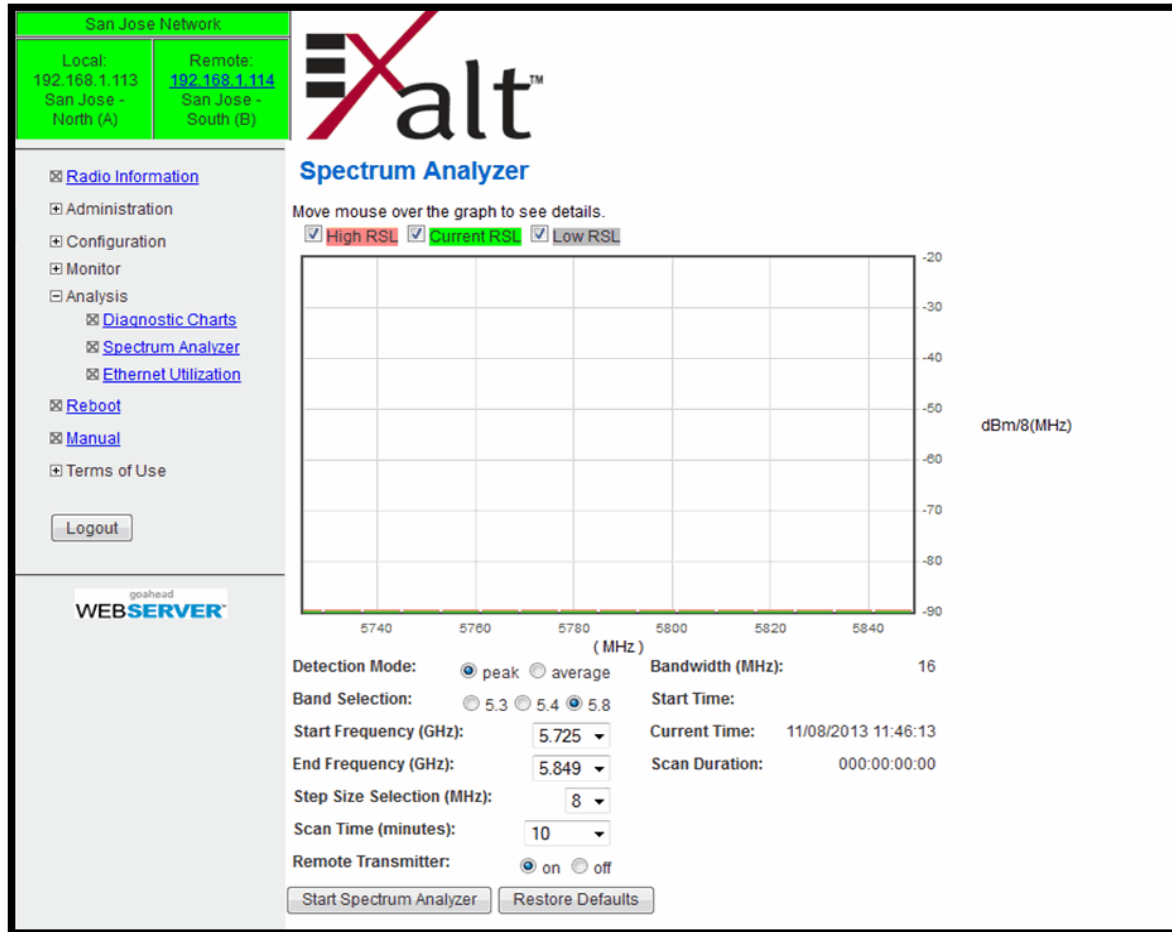 San Jose Network
Local:
192.168.1.113
San Jose -
North (A)
Remote:
192.168.1.114
San Jose -
South (B)
EXalt™
Radio Information
Administration
Configuration
Monitor
Analysis
Diagnostic Charts
Spectrum Analyzer
Ethernet Utilization
Reboot
Manual
Terms of Use
Logout
goahead
WEBSERVER™
Spectrum Analyzer
Move mouse over the graph to see details.
High RSL Current RSL Low RSL
-20
-30
-40
-50
-60
-70
-80
-90
dBm/8(MHz)
5740 5760 5780 5800 5820 5840
( MHz )
Detection Mode: peak average
Band Selection: 5.3 5.4 5.8
Start Frequency (GHz): 5.725
End Frequency (GHz): 5.849
Step Size Selection (MHz): 8
Scan Time (minutes): 10
Remote Transmitter: on off
Bandwidth (MHz): 16
Start Time:
Current Time: 11/08/2013 11:46:13
Scan Duration: 000:00:00:00
Start Spectrum Analyzer Restore Defaults